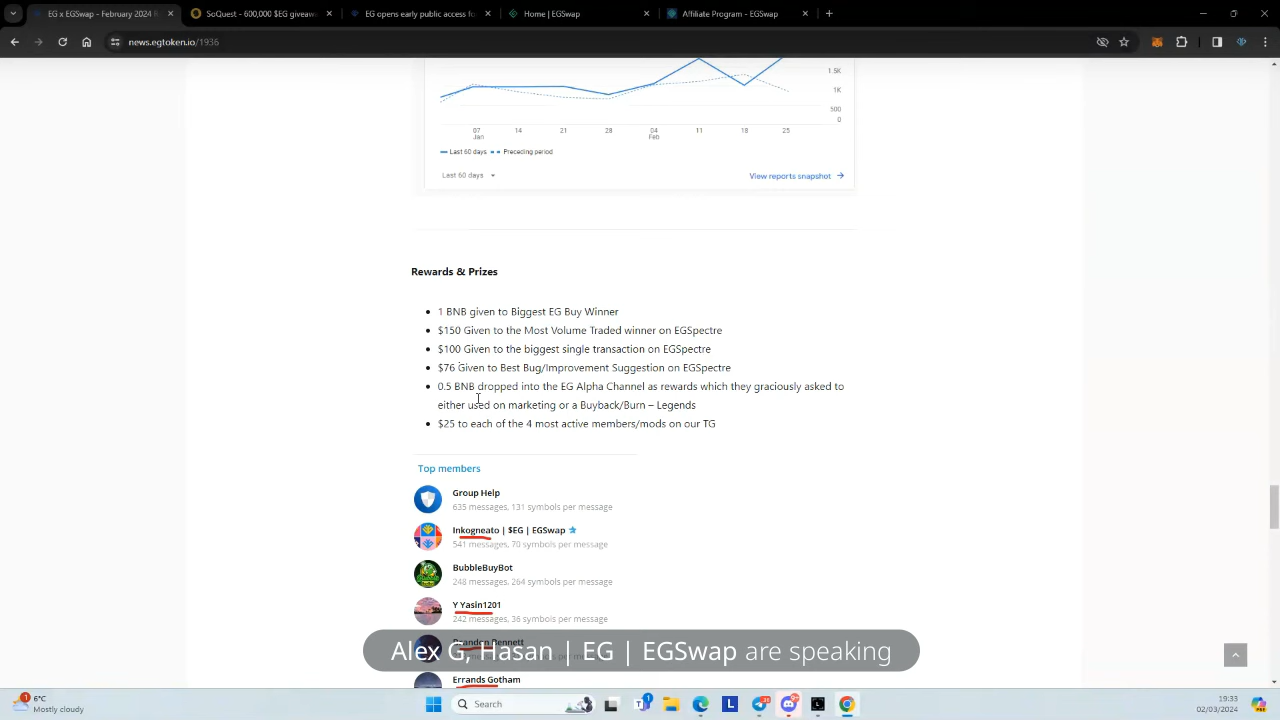 EG x EGSwap - February 2024 R
SoQuest - 600,000 $EG giveaw
EG opens early public access fo
Home | EGSwap
Affiliate Program - EGSwap
news.egtoken.io/1936
1.5K
1K
500
0
07
Jan
14
21
28
04
Feb
11
18
25
Last 60 days
Preceding period
Last 60 days
View reports snapshot
Rewards & Prizes
1 BNB given to Biggest EG Buy Winner
$150 Given to the Most Volume Traded winner on EGSpectre
$100 Given to the biggest single transaction on EGSpectre
$76 Given to Best Bug/Improvement Suggestion on EGSpectre
0.5 BNB dropped into the EG Alpha Channel as rewards which they graciously asked to
either used on marketing or a Buyback/Burn – Legends
$25 to each of the 4 most active members/mods on our TG
Top members
Group Help
635 messages, 131 symbols per message
Inkogneato | $EG | EGSwap
541 messages, 70 symbols per message
BubbleBuyBot
248 messages, 264 symbols per message
Y Yasin1201
242 messages, 36 symbols per message
Brandon Bennett
Alex G, Hasan | EG | EGSwap are speaking
Errands Gotham
1
6°C
Mostly cloudy
Search
1
9+
19:33
02/03/2024